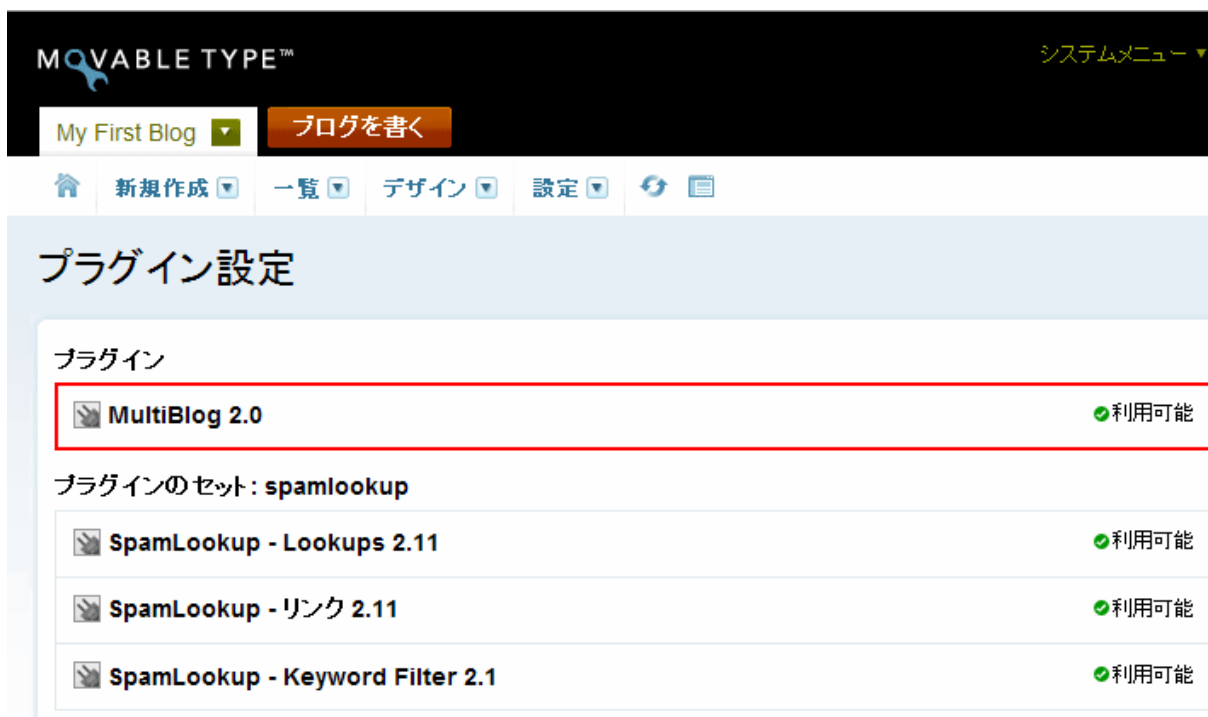 MOVABLE TYPE™
システムメニュー
My First Blog ブログを書く
新規作成 一覧 デザイン 設定
プラグイン設定
プラグイン
MultiBlog 2.0 利用可能
プラグインのセット: spamlookup
SpamLookup - Lookups 2.11 利用可能
SpamLookup - リンク 2.11 利用可能
SpamLookup - Keyword Filter 2.1 利用可能